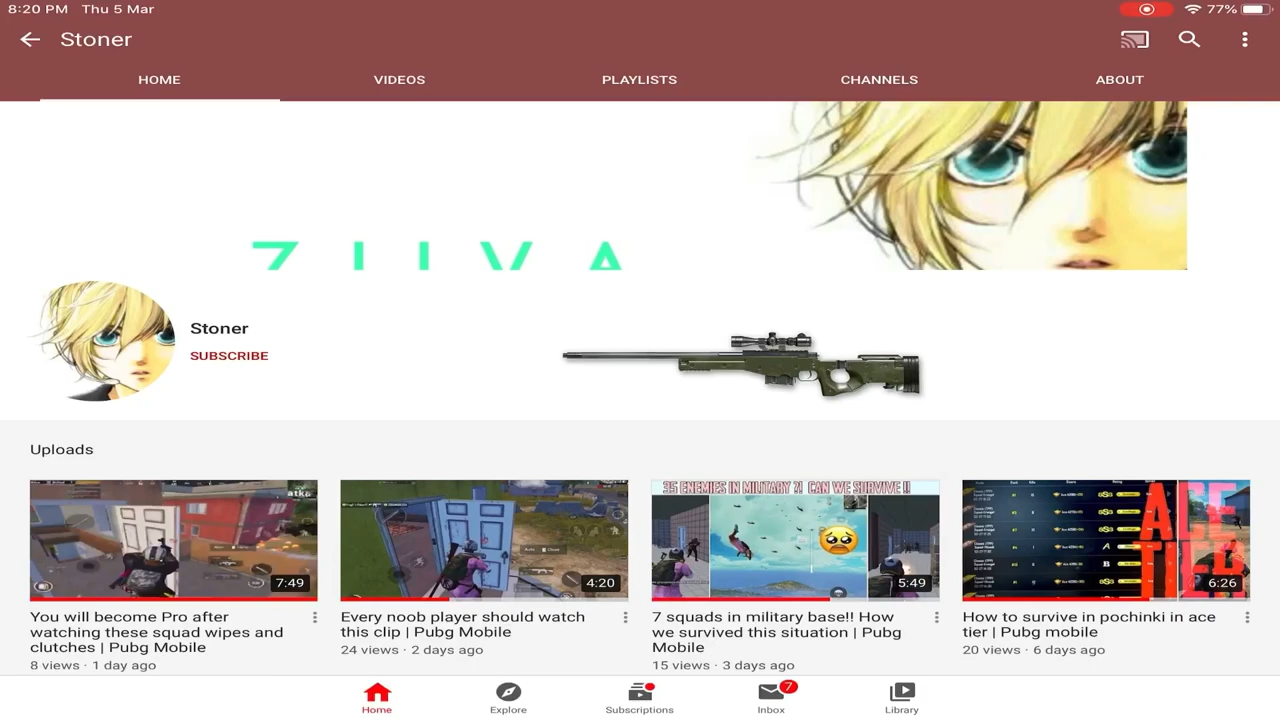 8:20 PM Thu 5 Mar
77%
Stoner
HOME VIDEOS PLAYLISTS CHANNELS ABOUT
Stoner
SUBSCRIBE
Uploads
35 ENEMIES IN MILITARY ?! CAN WE SURVIVE !!
7:49
4:20
5:49
6:26
You will become Pro after
watching these squad wipes and
clutches | Pubg Mobile
8 views · 1 day ago
Every noob player should watch
this clip | Pubg Mobile
24 views · 2 days ago
7 squads in military base!! How
we survived this situation | Pubg
Mobile
15 views · 3 days ago
How to survive in pochinki in ace
tier | Pubg mobile
20 views · 6 days ago
7
Home Explore Subscriptions Inbox Library